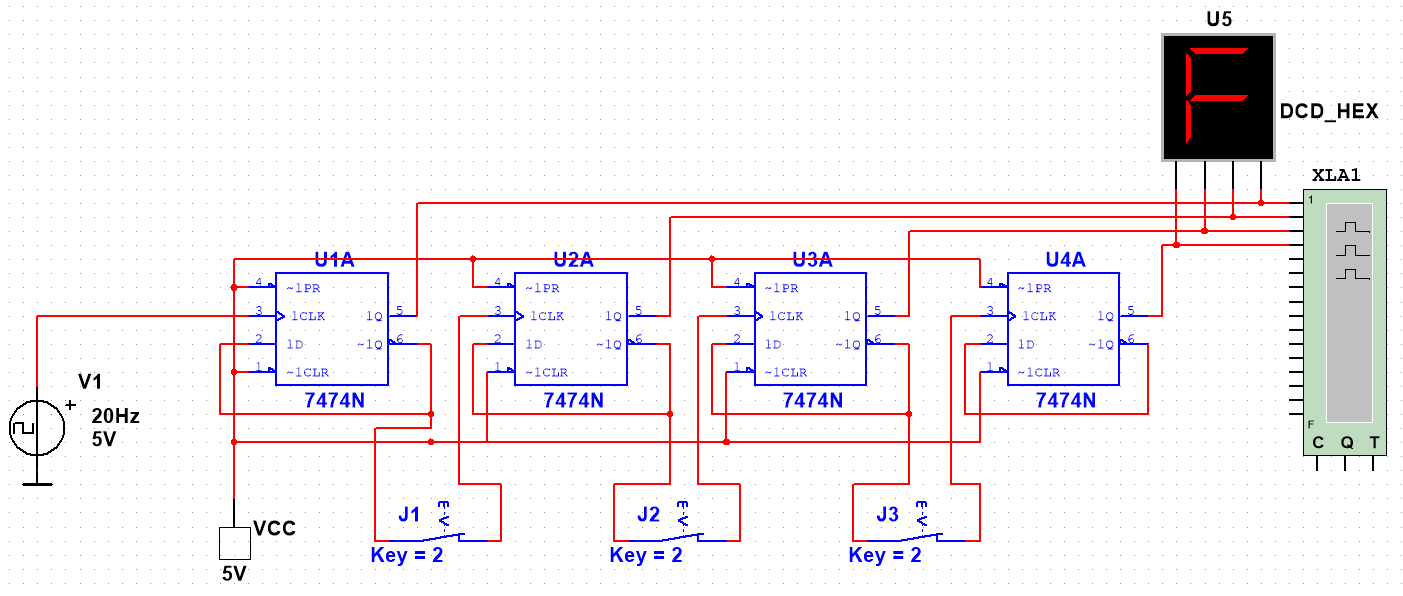 U5
F
DCD_HEX
XLA1
1
U1A
U2A
U3A
U4A
4 ~1PR
4 ~1PR
4 ~1PR
4 ~1PR
3 1CLK 1Q 5
3 1CLK 1Q 5
3 1CLK 1Q 5
3 1CLK 1Q 5
2 1D ~1Q 6
2 1D ~1Q 6
2 1D ~1Q 6
2 1D ~1Q 6
1 ~1CLR
1 ~1CLR
1 ~1CLR
1 ~1CLR
7474N
7474N
7474N
7474N
V1
+
20Hz
5V
F
C Q T
J1
J2
J3
Key = 2
Key = 2
Key = 2
VCC
5V